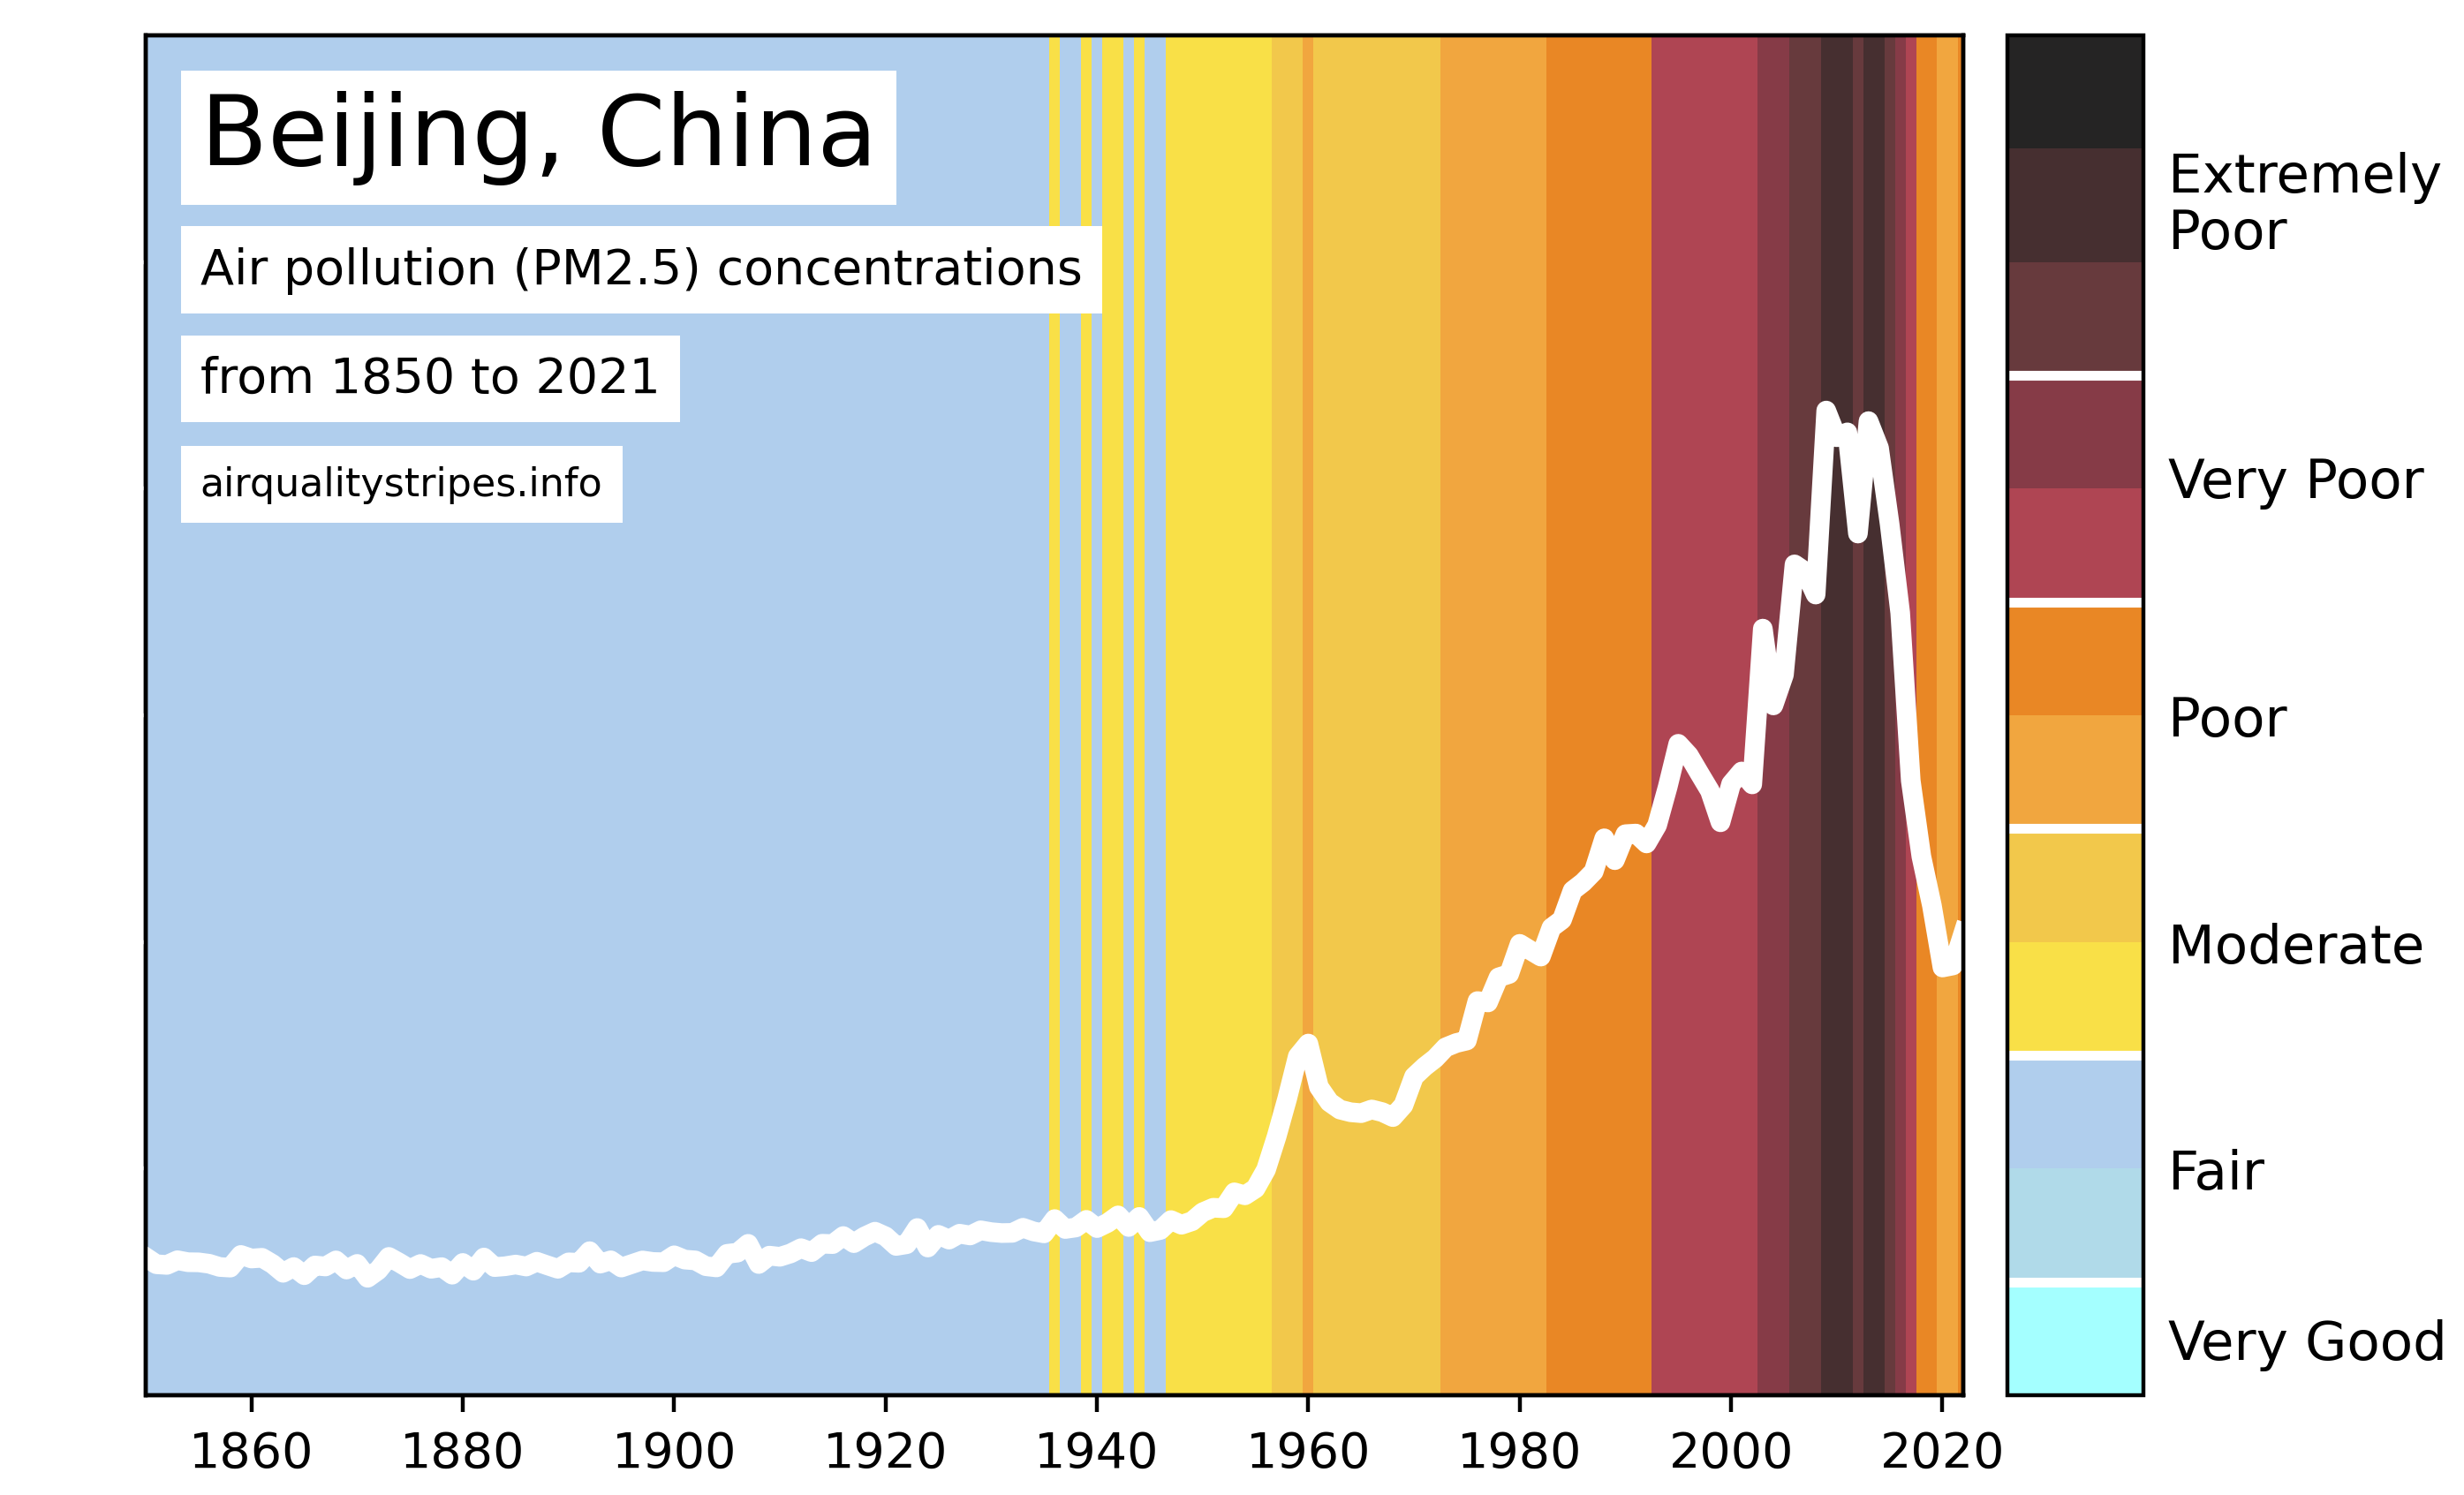 Beijing, China
Air pollution (PM2.5) concentrations
from 1850 to 2021
airqualitystripes.info
Extremely
Poor
Very Poor
Poor
Moderate
Fair
Very Good
1860 1880 1900 1920 1940 1960 1980 2000 2020